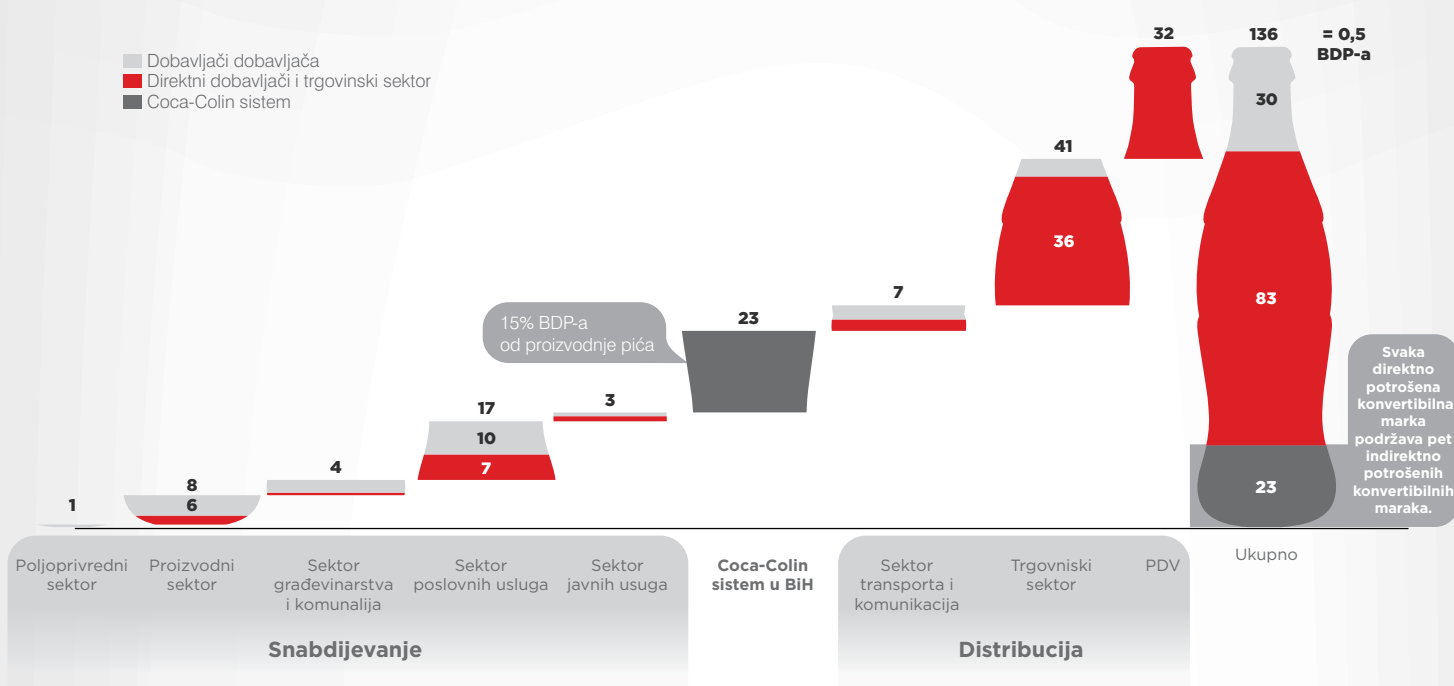 Dobavljači dobavljača
Direktni dobavljači i trgovinski sektor
Coca-Colin sistem
1
8
6
4
17
10
7
3
15% BDP-a
od proizvodnje pića
23
7
41
36
32
136
= 0,5
BDP-a
30
83
23
Svaka
direktno
potrošena
konvertibilna
marka
podržava pet
indirektno
potrošenih
konvertibilnih
maraka.
Poljoprivredni
sektor
Proizvodni
sektor
Sektor
građevinarstva
i komunalija
Sektor
poslovnih usluga
Sektor
javnih usuga
Coca-Colin
sistem u BiH
Sektor
transporta i
komunikacija
Trgovniski
sektor
PDV
Ukupno
Snabdijevanje
Distribucija